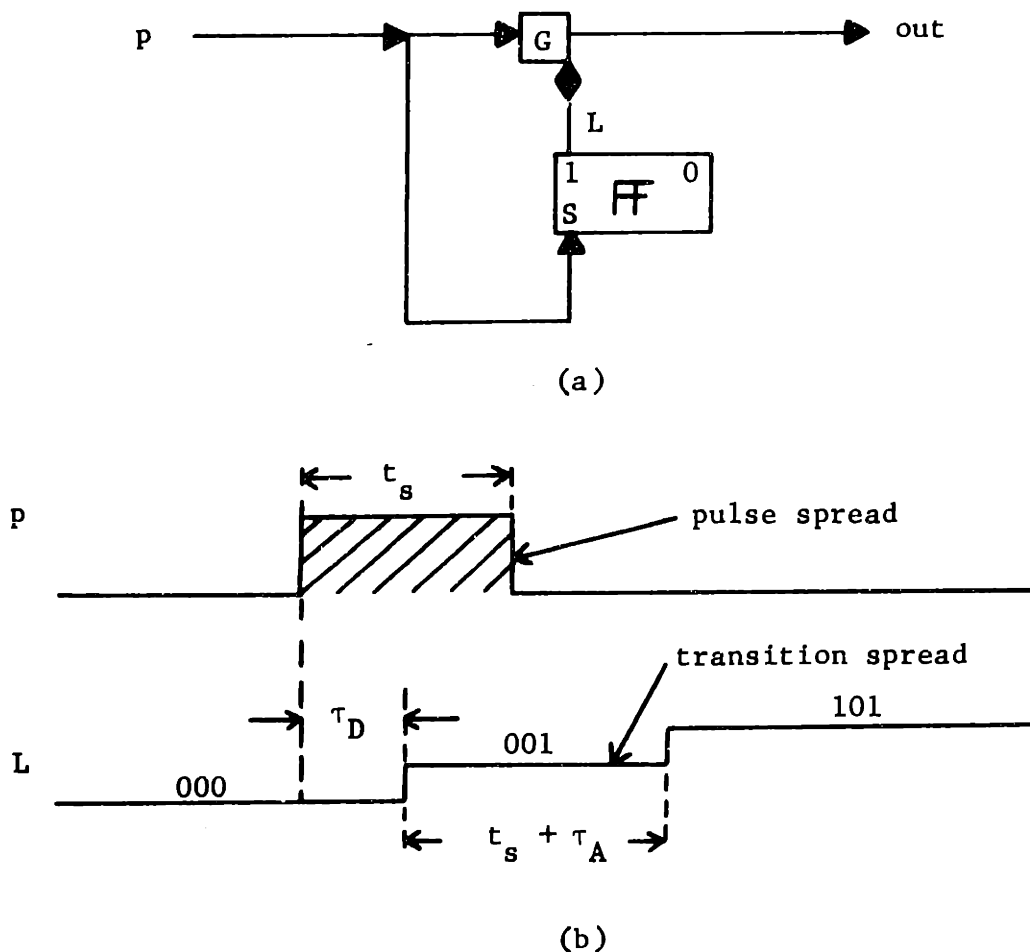 p G out
L
1 0
FF
S
(a)
t_s
p pulse spread
transition spread
τ_D 101
L 001
000
t_s + τ_A
(b)